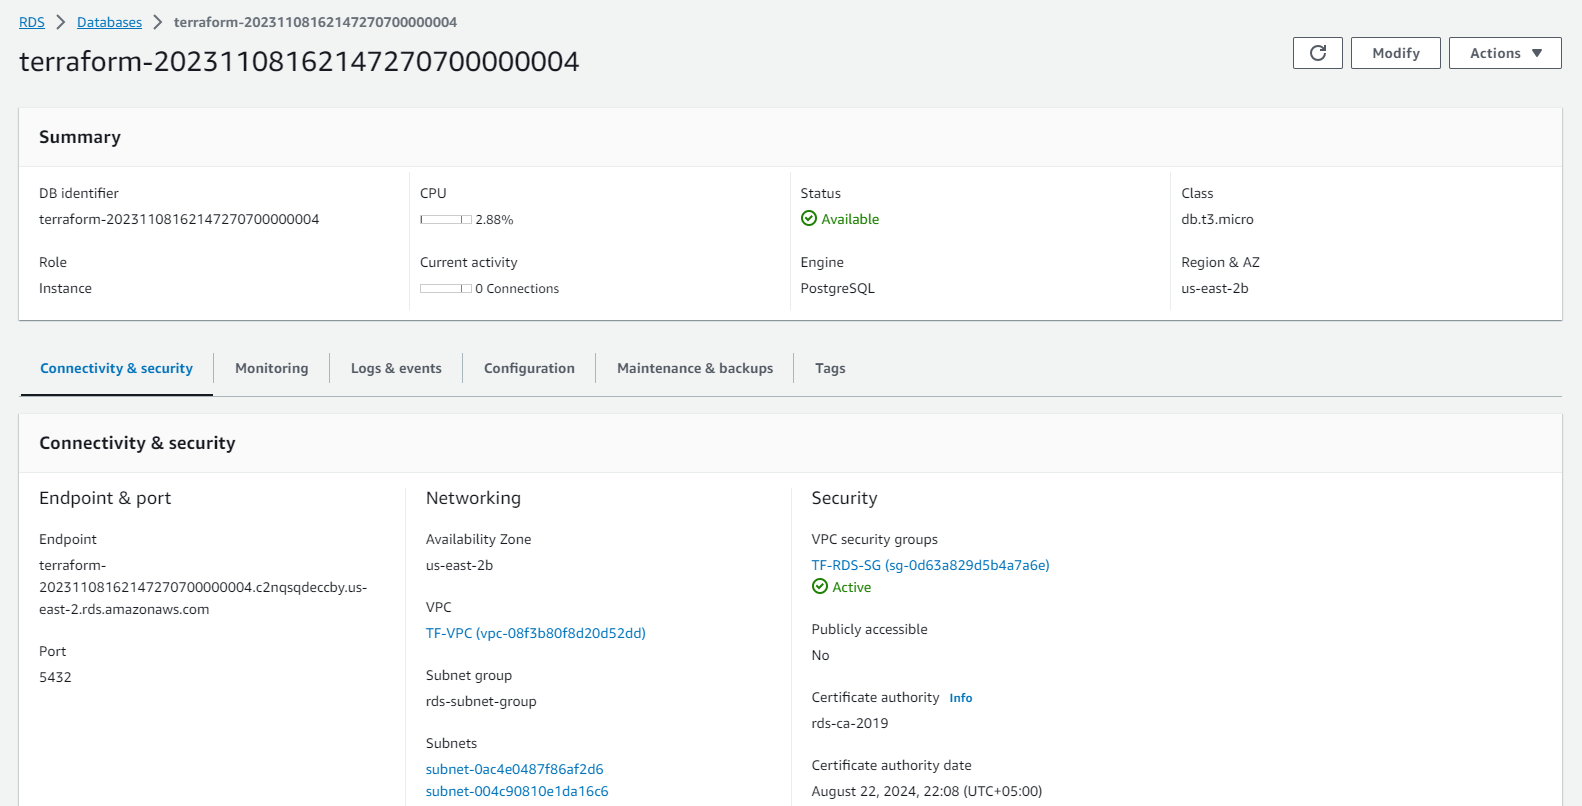 RDS > Databases > terraform-20231108162147270700000004
terraform-20231108162147270700000004
Modify
Actions
Summary
DB identifier
terraform-20231108162147270700000004
CPU
2.88%
Status
Available
Class
db.t3.micro
Role
Instance
Current activity
0 Connections
Engine
PostgreSQL
Region & AZ
us-east-2b
Connectivity & security
Monitoring
Logs & events
Configuration
Maintenance & backups
Tags
Connectivity & security
Endpoint & port
Endpoint
terraform-
20231108162147270700000004.c2nqsqdeccby.us-
east-2.rds.amazonaws.com
Port
5432
Networking
Availability Zone
us-east-2b
VPC
TF-VPC (vpc-08f3b80f8d20d52dd)
Subnet group
rds-subnet-group
Subnets
subnet-0ac4e0487f86af2d6
subnet-004c90810e1da16c6
Security
VPC security groups
TF-RDS-SG (sg-0d63a829d5b4a7a6e)
Active
Publicly accessible
No
Certificate authority Info
rds-ca-2019
Certificate authority date
August 22, 2024, 22:08 (UTC+05:00)